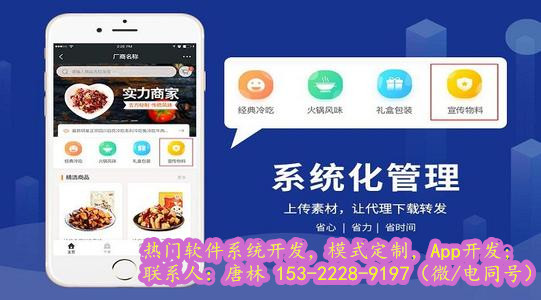 2:20 PM
厂商名称
实力商家
经典冷吃
火锅风味
礼盒包装
宣传物料
精选商品
经典冷吃
火锅风味
礼盒包装
宣传物料
系统化管理
上传素材，让代理下载转发
省心 | 省力 | 省时间
热门软件系统开发，模式定制，App开发；
联系人：唐林 153-2228-9197（微/电同号）